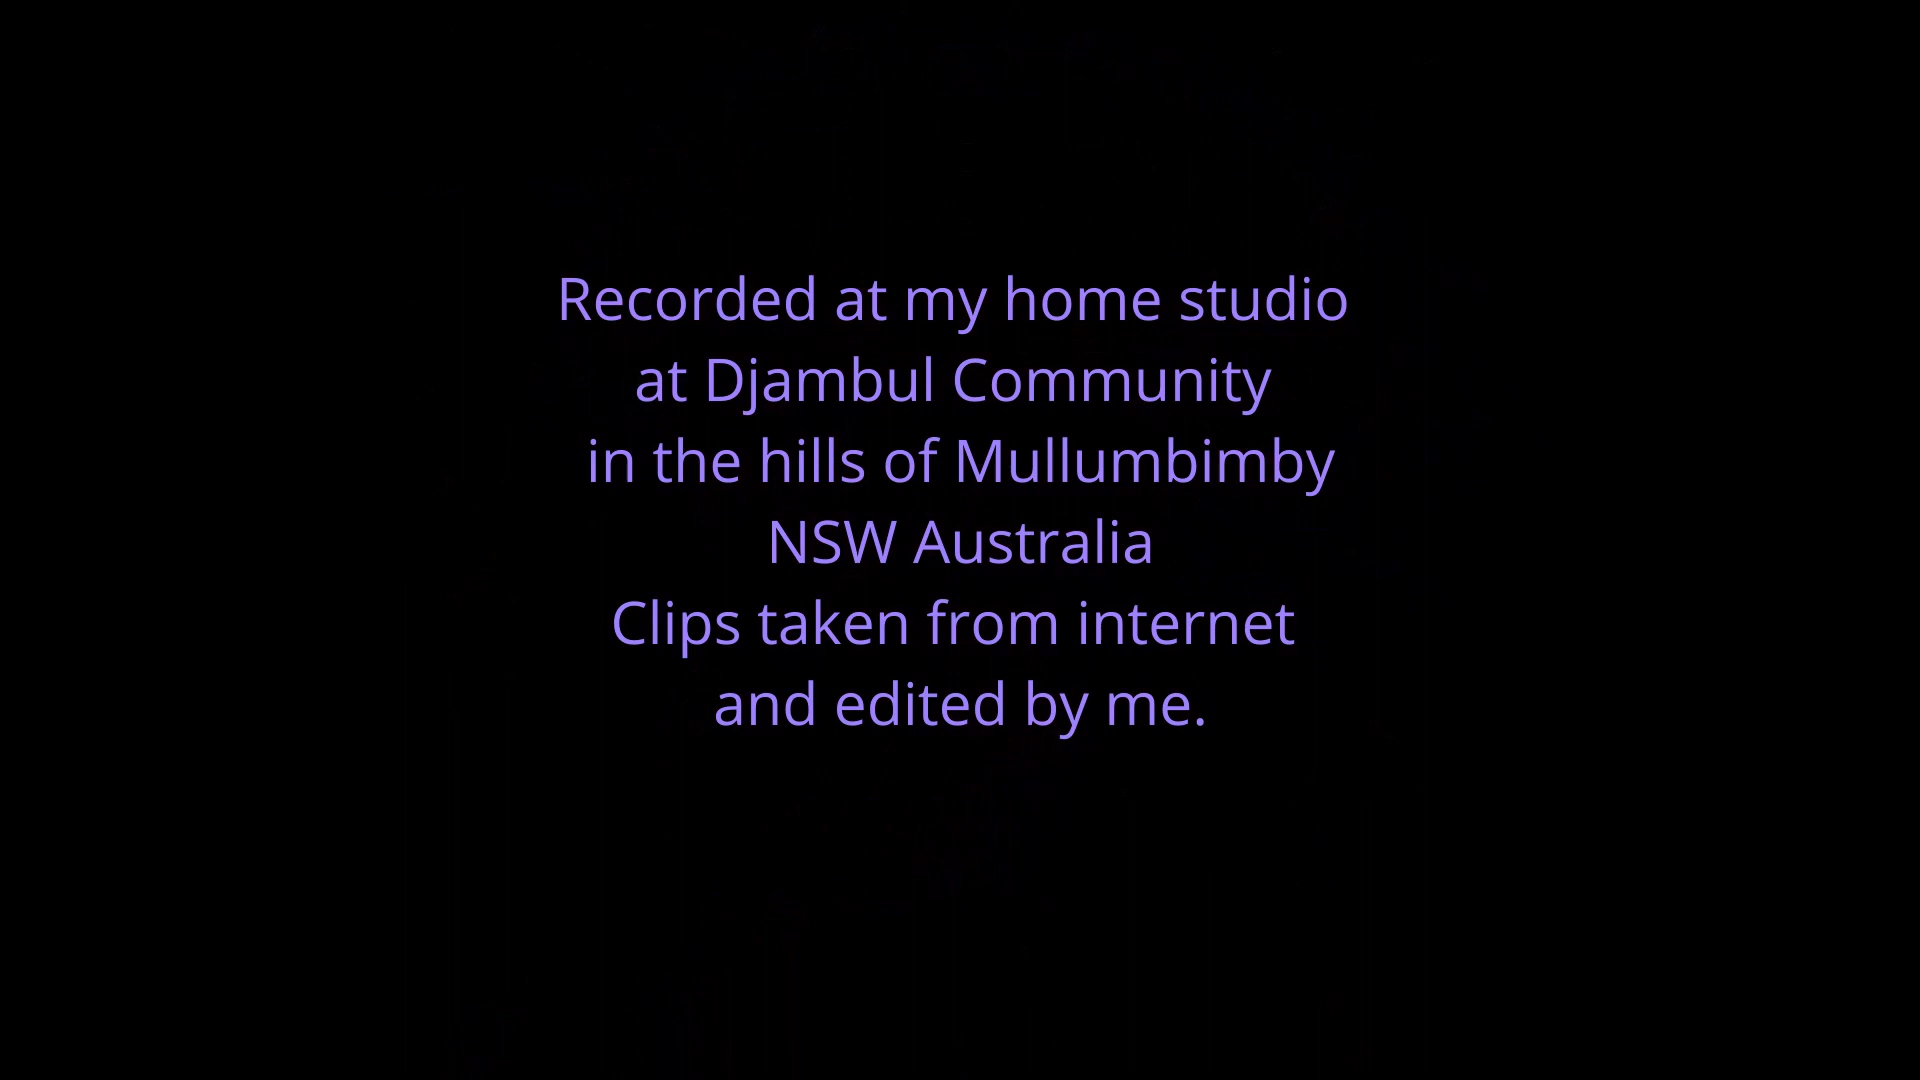 Recorded at my home studio
at Djambul Community
in the hills of Mullumbimby
NSW Australia
Clips taken from internet
and edited by me.